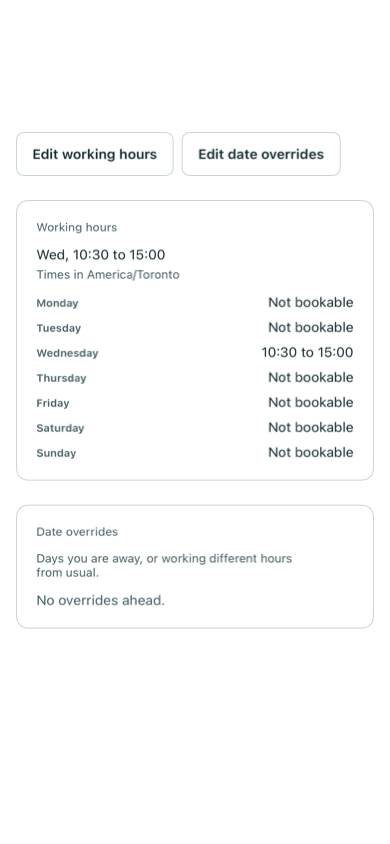 Edit working hours
Edit date overrides
Working hours
Wed, 10:30 to 15:00
Times in America/Toronto
Monday Not bookable
Tuesday Not bookable
Wednesday 10:30 to 15:00
Thursday Not bookable
Friday Not bookable
Saturday Not bookable
Sunday Not bookable
Date overrides
Days you are away, or working different hours
from usual.
No overrides ahead.